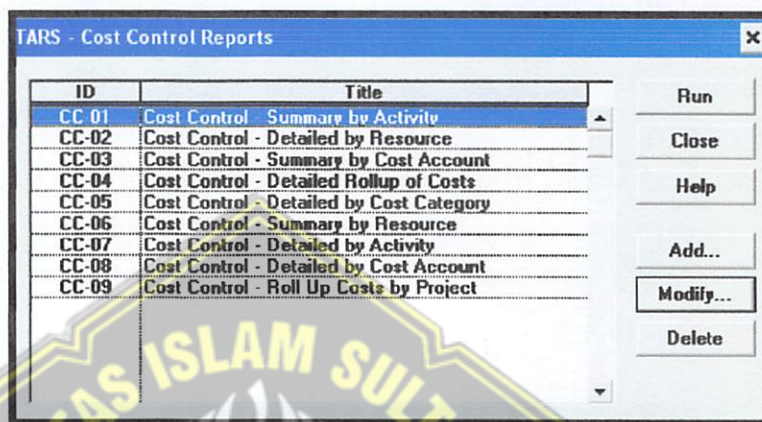 TARS - Cost Control Reports
ID Title
CC-01 Cost Control - Summary by Activity
CC-02 Cost Control - Detailed by Resource
CC-03 Cost Control - Summary by Cost Account
CC-04 Cost Control - Detailed Rollup of Costs
CC-05 Cost Control - Detailed by Cost Category
CC-06 Cost Control - Summary by Resource
CC-07 Cost Control - Detailed by Activity
CC-08 Cost Control - Detailed by Cost Account
CC-09 Cost Control - Roll Up Costs by Project
Run
Close
Help
Add...
Modify...
Delete
ISLAM